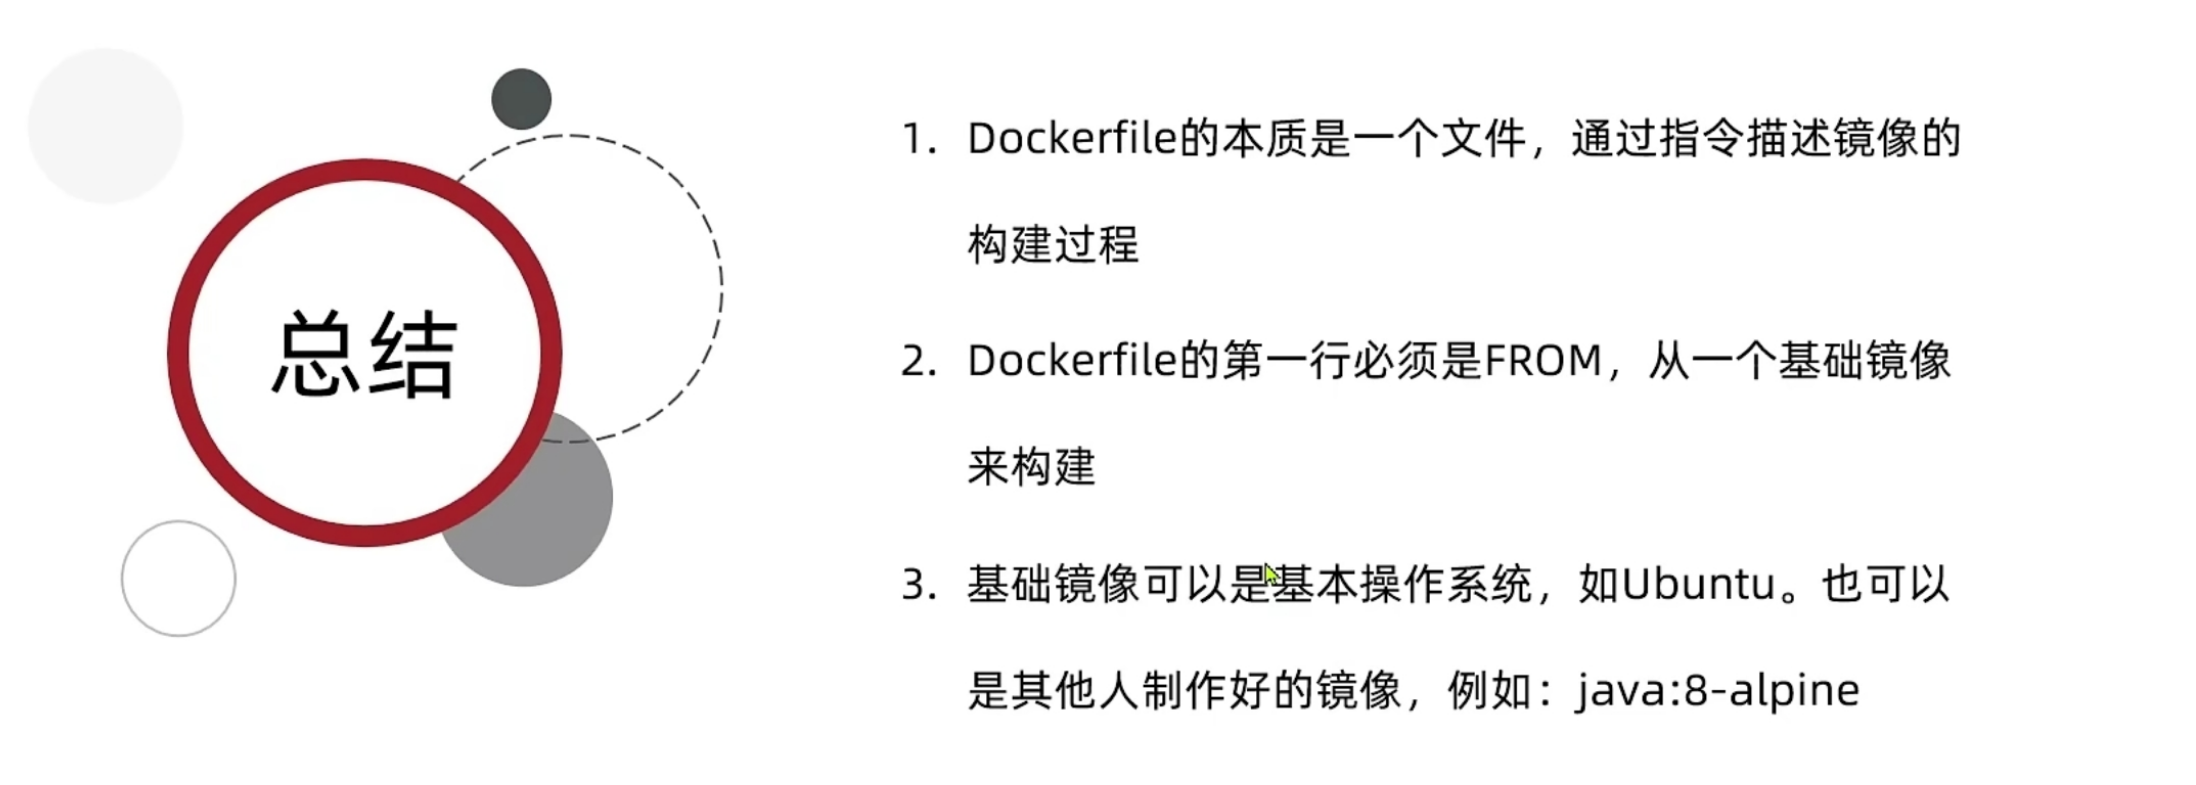 总结
1. Dockerfile的本质是一个文件，通过指令描述镜像的
构建过程
2. Dockerfile的第一行必须是FROM，从一个基础镜像
来构建
3. 基础镜像可以是基本操作系统，如Ubuntu。也可以
是其他人制作好的镜像，例如：java:8-alpine